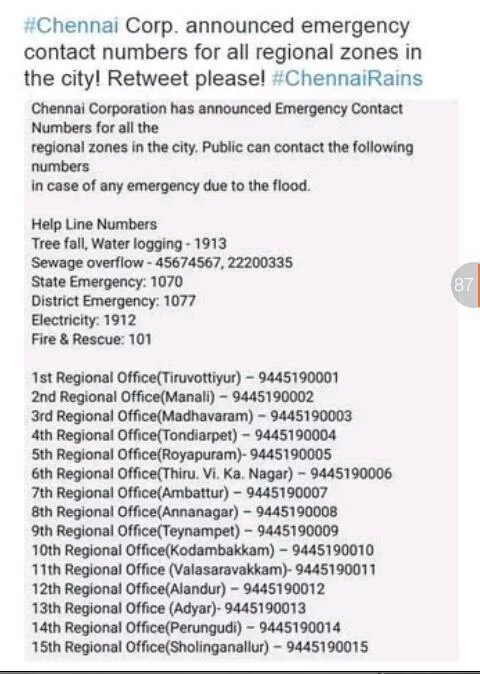 #Chennai Corp. announced emergency
contact numbers for all regional zones in
the city! Retweet please! #ChennaiRains
Chennai Corporation has announced Emergency Contact
Numbers for all the
regional zones in the city. Public can contact the following
numbers
in case of any emergency due to the flood.
Help Line Numbers
Tree fall, Water logging - 1913
Sewage overflow - 45674567, 22200335
State Emergency: 1070
District Emergency: 1077
Electricity: 1912
Fire & Rescue: 101
1st Regional Office(Tiruvottiyur) – 9445190001
2nd Regional Office(Manali) – 9445190002
3rd Regional Office(Madhavaram) – 9445190003
4th Regional Office(Tondiarpet) – 9445190004
5th Regional Office(Royapuram)- 9445190005
6th Regional Office(Thiru. Vi. Ka. Nagar) – 9445190006
7th Regional Office(Ambattur) – 9445190007
8th Regional Office(Annanagar) – 9445190008
9th Regional Office(Teynampet) – 9445190009
10th Regional Office(Kodambakkam) – 9445190010
11th Regional Office (Valasaravakkam)- 9445190011
12th Regional Office(Alandur) – 9445190012
13th Regional Office (Adyar)- 9445190013
14th Regional Office(Perungudi) – 9445190014
15th Regional Office(Sholinganallur) – 9445190015
87